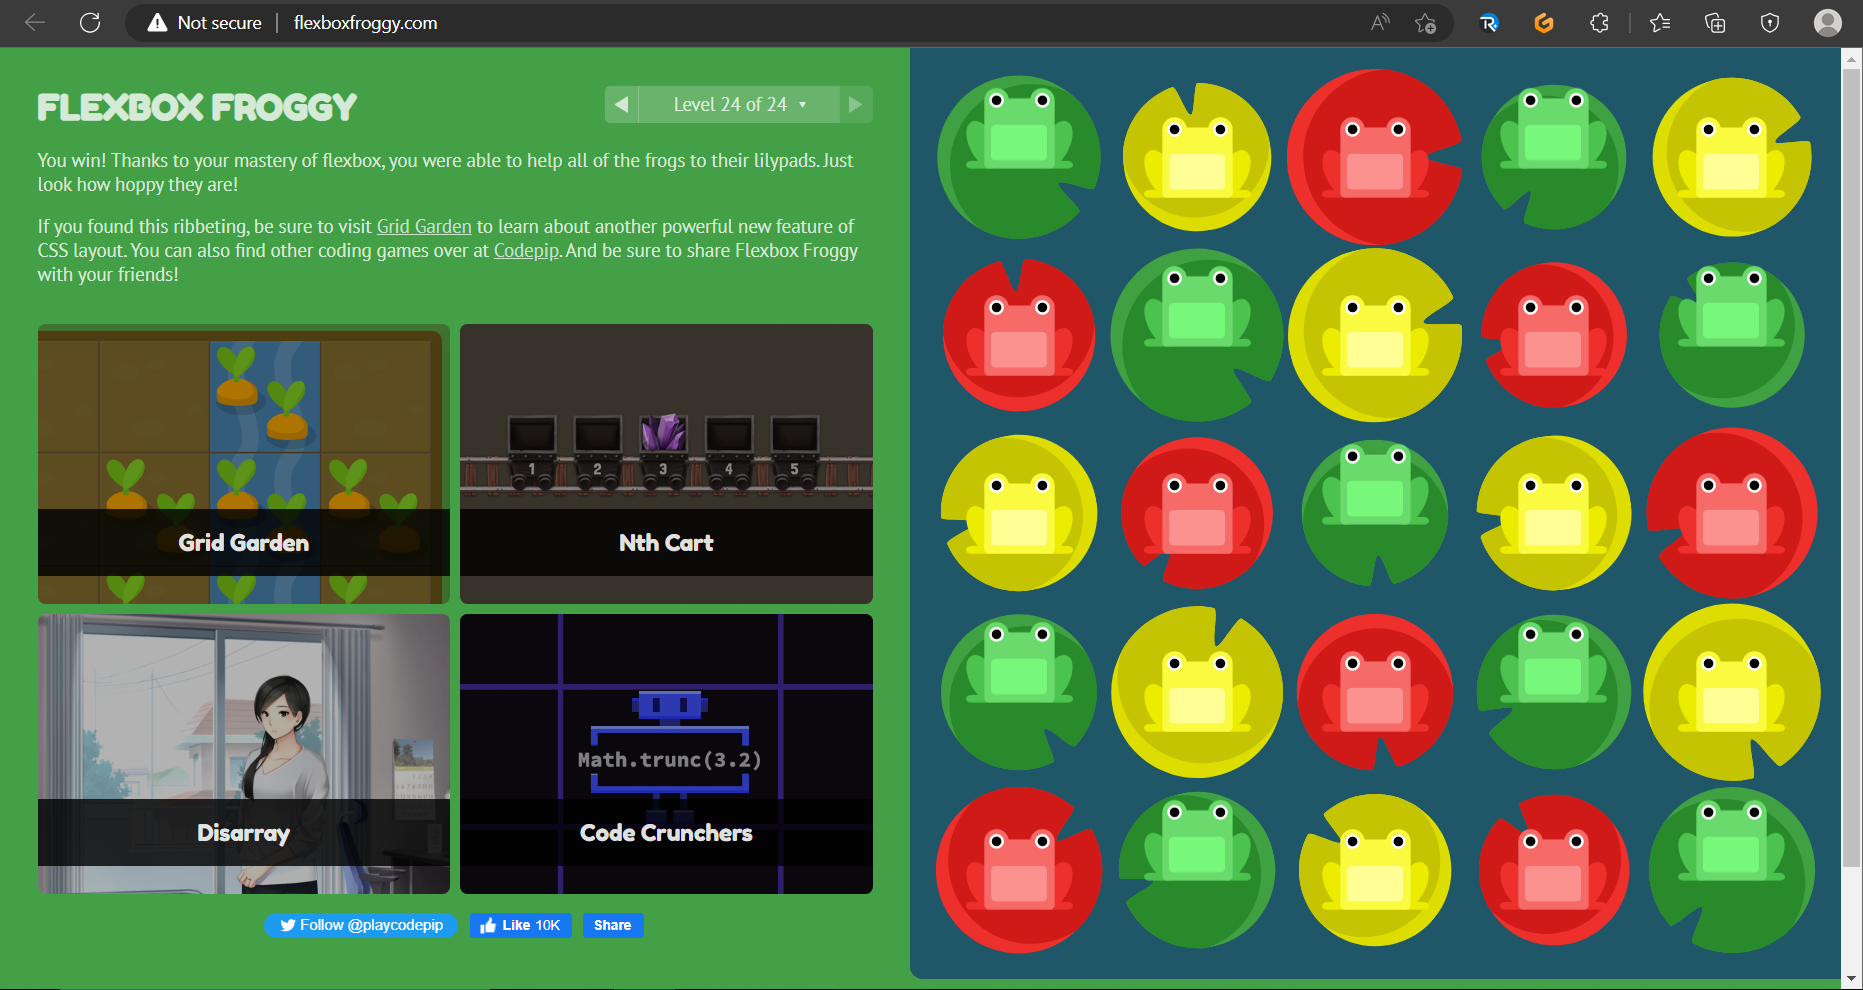 Not secure
flexboxfroggy.com
FLEXBOX FROGGY
Level 24 of 24
You win! Thanks to your mastery of flexbox, you were able to help all of the frogs to their lilypads. Just
look how hoppy they are!
If you found this ribbeting, be sure to visit Grid Garden to learn about another powerful new feature of
CSS layout. You can also find other coding games over at Codepip. And be sure to share Flexbox Froggy
with your friends!
1 2 3 4 5
Grid Garden
Nth Cart
Math.trunc(3.2)
Disarray
Code Crunchers
Follow @playcodepip
Like 10K
Share